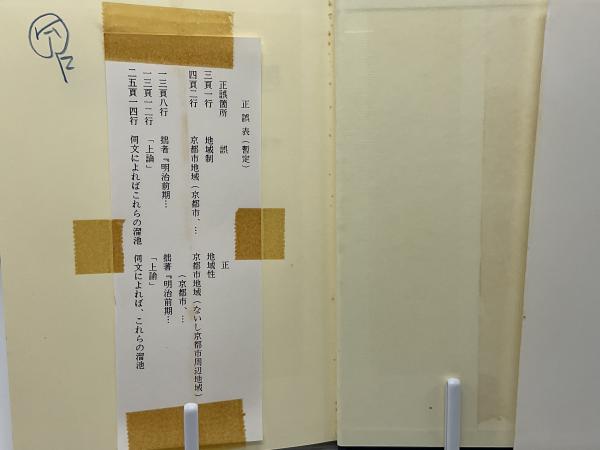 正誤表（暫定）
正誤箇所　誤　正
三頁一行　地域制　地域性
四頁二行　京都市地域（京都市、…　京都市地域（ないし京都市周辺地域）
（京都市、…
一三頁八行　拙者『明治前期…　拙著『明治前期…
一三頁一二行　「上論」　「上諭」
二五頁一四行　伺文によればこれらの溜池　伺文によれば、これらの溜池